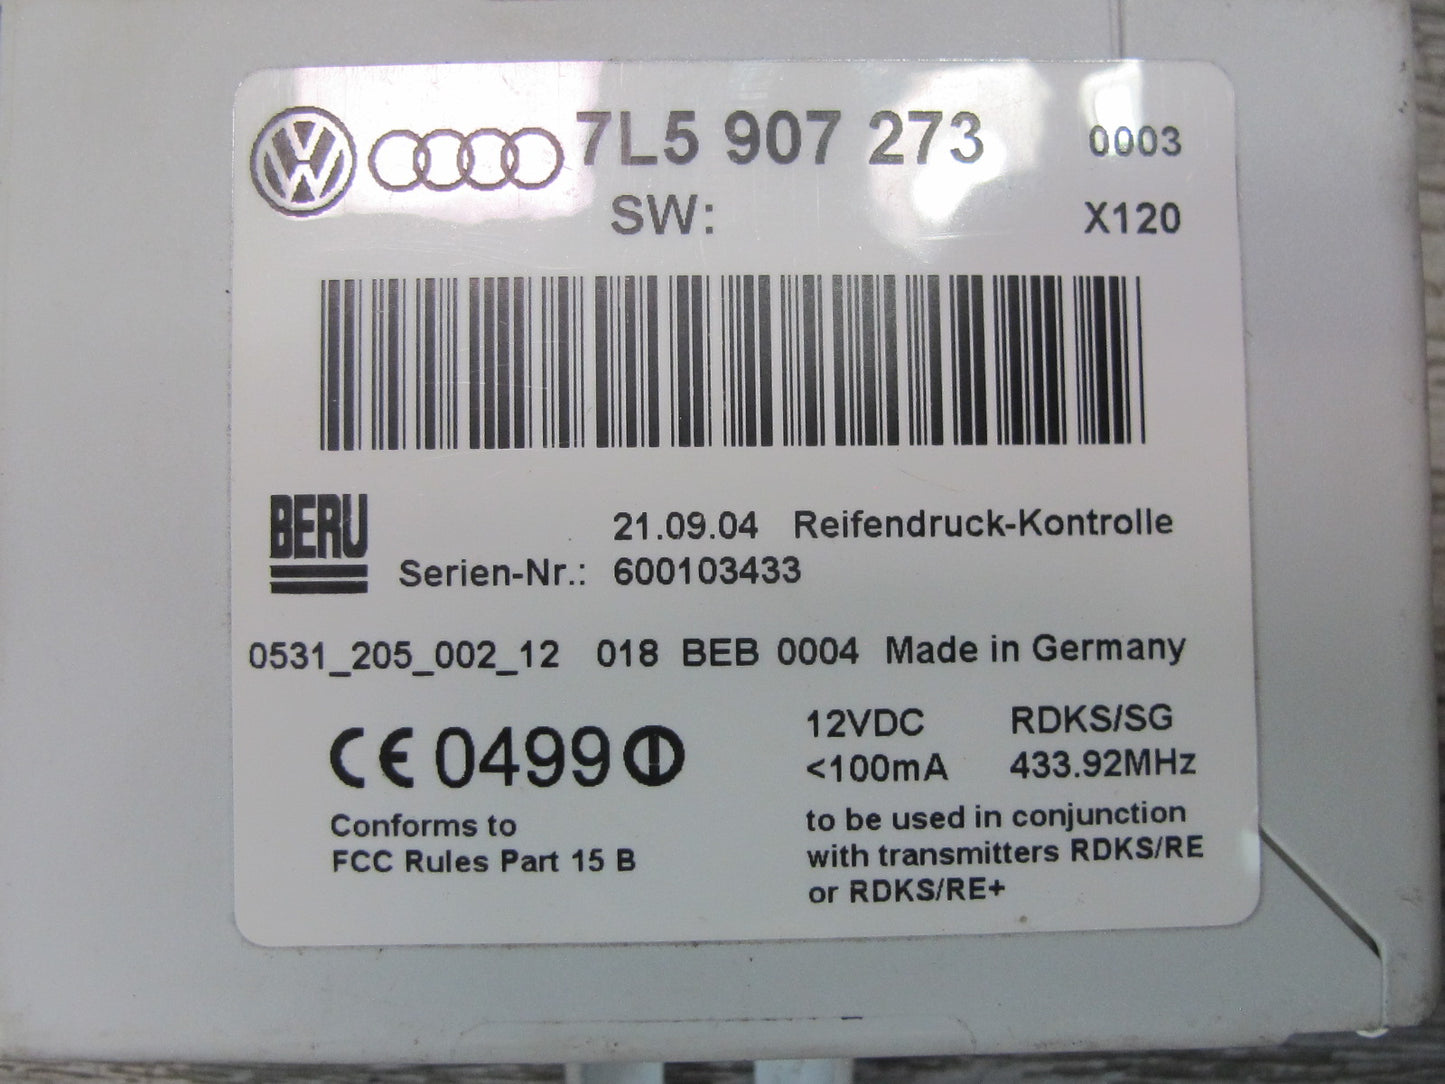 7L5 907 273 0003
SW: X120
BERU
21.09.04 Reifendruck-Kontrolle
Serien-Nr.: 600103433
0531_205_002_12 018 BEB 0004 Made in Germany
CE 0499
12VDC RDKS/SG
<100mA 433.92MHz
Conforms to
FCC Rules Part 15 B
to be used in conjunction
with transmitters RDKS/RE
or RDKS/RE+